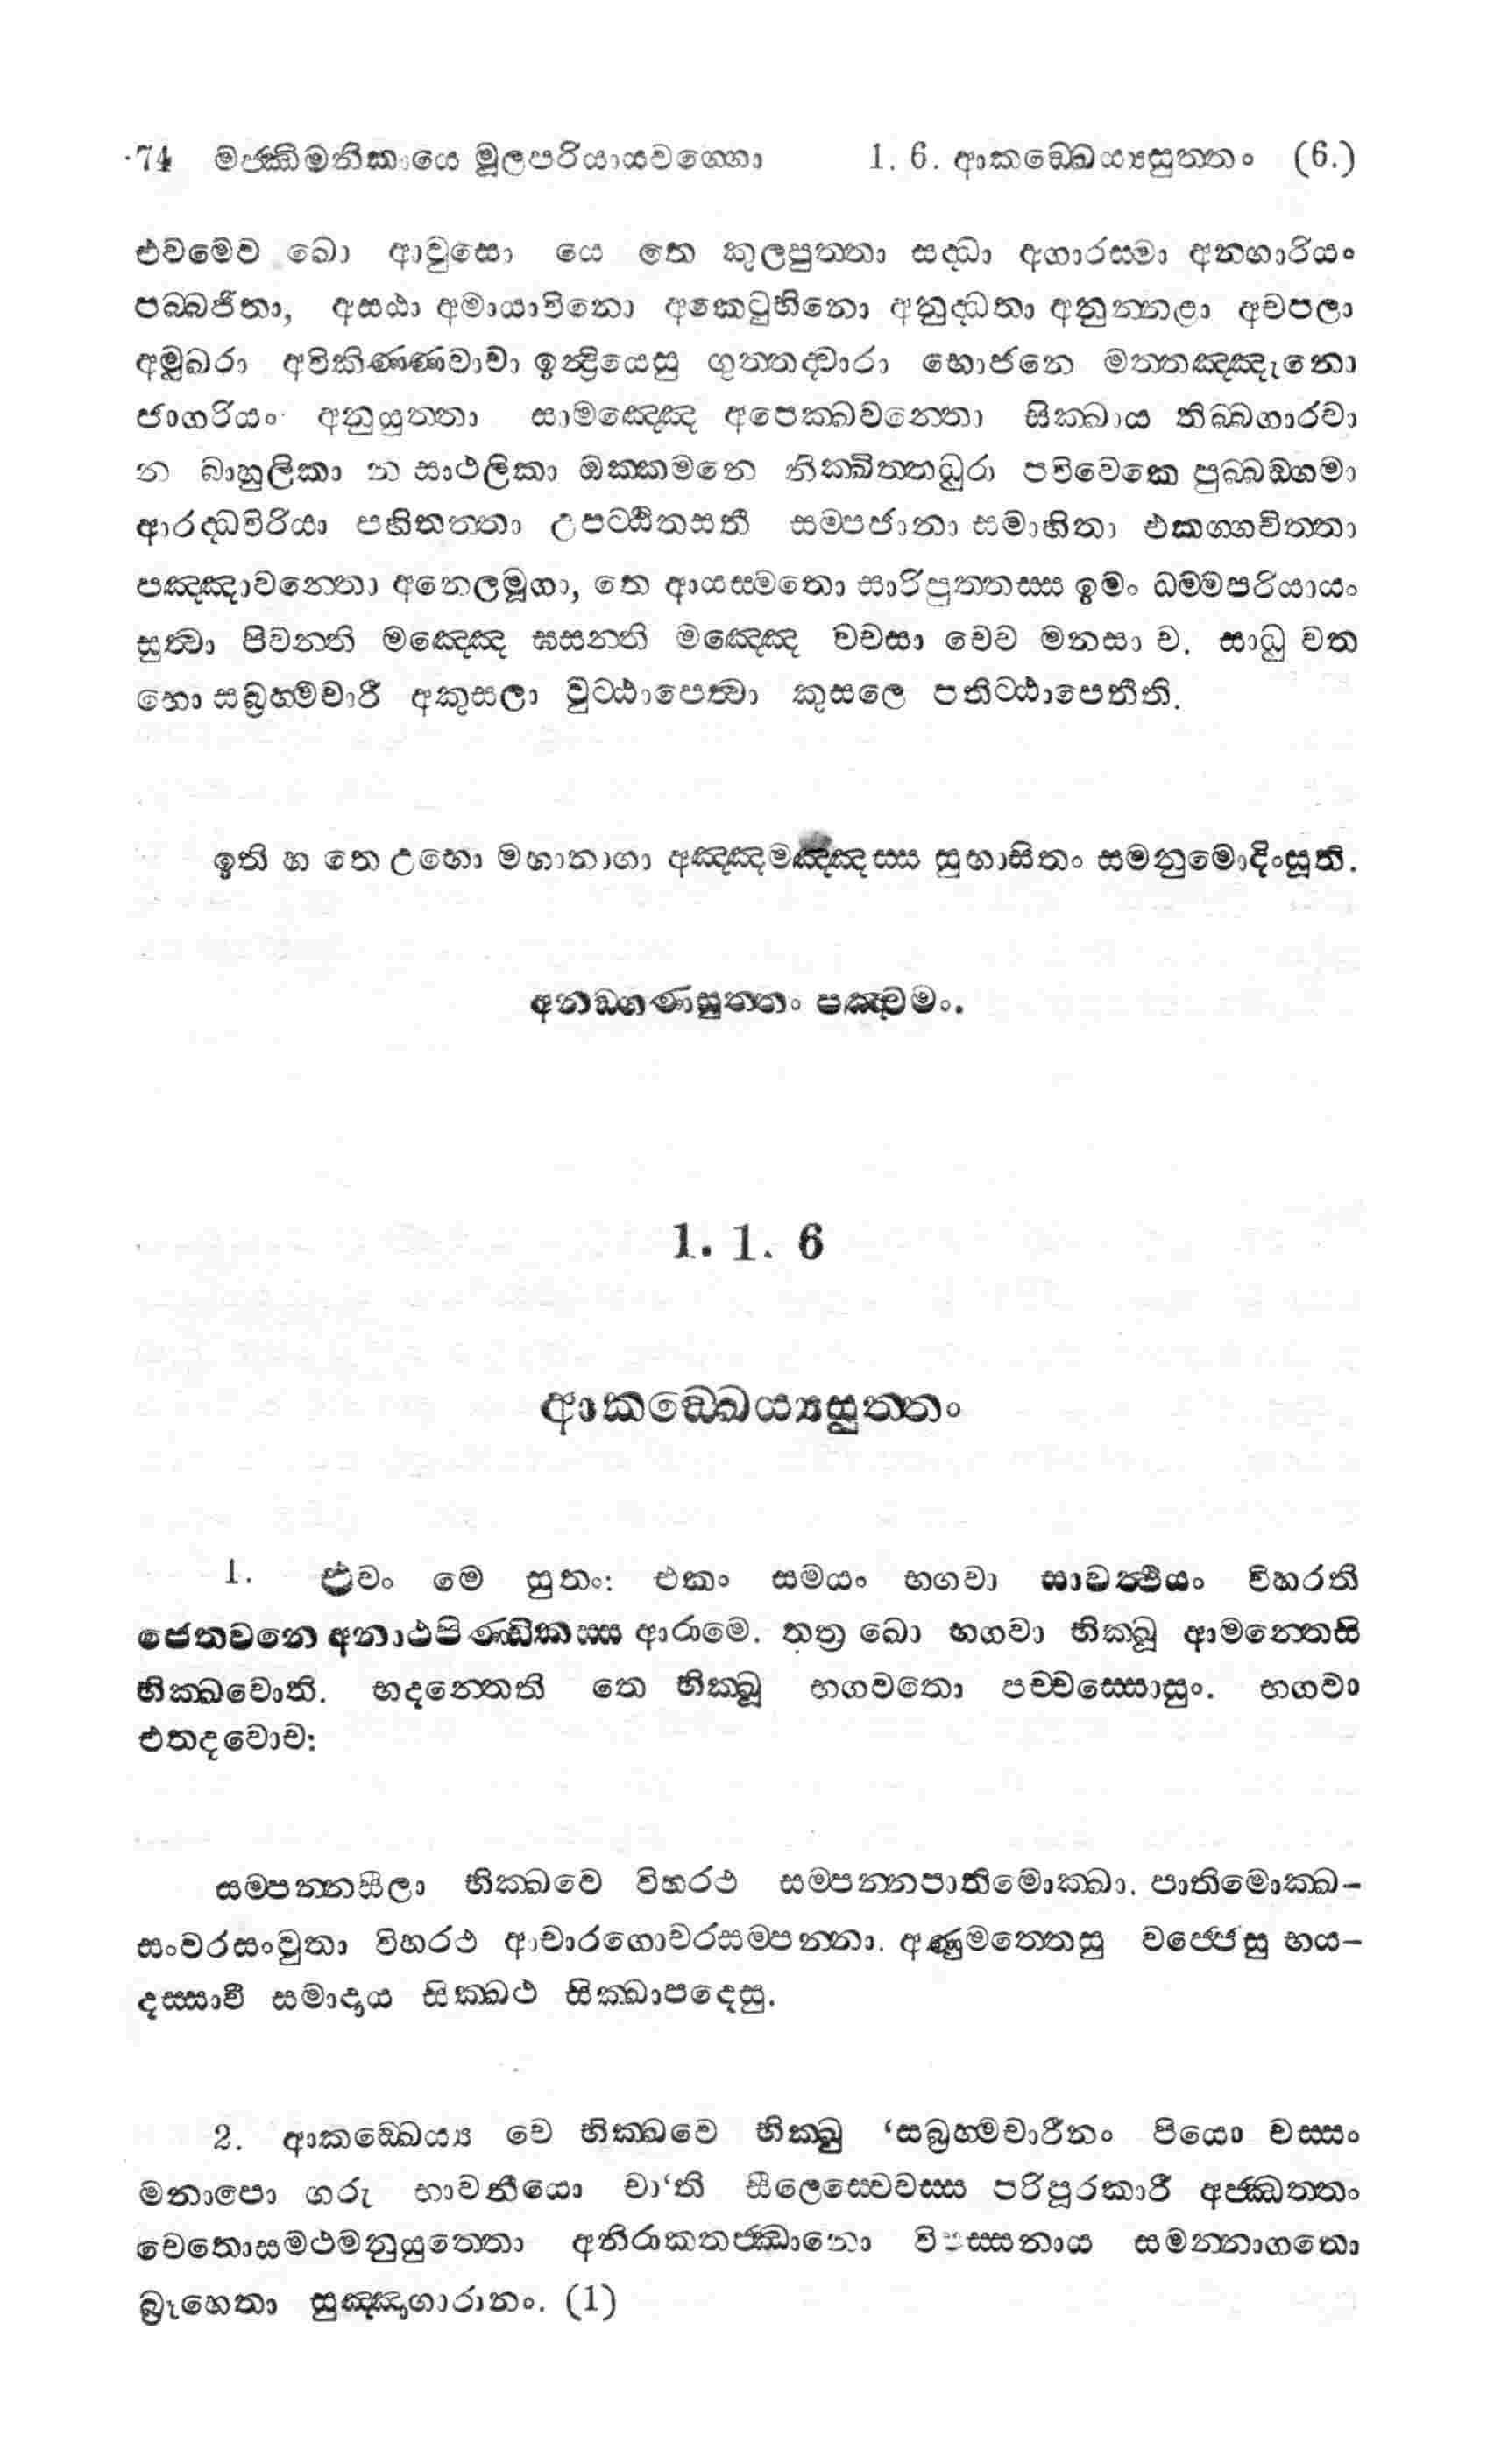 74 මජ්ඣිමනිකායෙ මූලපරියායවග්ගො 1. 6. ආකඞ්ඛෙය්‍යසුත්තං (6.)
එවමෙව ඛො ආවුසො යෙ තෙ කුලපුත්තා සද්ධා අගාරස්මා අනගාරියං
පබ්බජිතා, අසඨා අමායාවිනො අකෙටුභිනො අනුද්ධතා අනුන්නළා අචපලා
අමුඛරා අවිකිණ්ණවාචා ඉන්ද්‍රියෙසු ගුත්තද්වාරා භොජනෙ මත්තඤ්ඤුනො
ජාගරියං අනුයුත්තා සාමඤ්ඤෙ අපෙක්ඛවන්තො සික්ඛාය තිබ්බගාරවා
න බාහුලිකා න සාථලිකා ඔක්කමනෙ නික්ඛිත්තධුරා පවිවෙකෙ පුබ්බඞ්ගමා
ආරද්ධවිරියා පහිතත්තා උපට්ඨිතසතී සම්පජානා සමාහිතා එකග්ගචිත්තා
පඤ්ඤාවන්තො අනෙලමූගා, තෙ ආයස්මතො සාරිපුත්තස්ස ඉමං ධම්මපරියායං
සුත්වා පිවන්ති මඤ්ඤෙ ඝසන්ති මඤ්ඤෙ වචසා චෙව මනසා ච. සාධු වත
භො සබ්‍රහ්මචාරී අකුසලා වුට්ඨාපෙත්වා කුසලෙ පතිට්ඨාපෙතීති.
ඉති හ තෙ උභො මහානාගා අඤ්ඤමඤ්ඤස්ස සුභාසිතං සමනුමොදිංසූති.
අනඞ්ගණසුත්තං පඤ්චමං.
1. 1. 6
ආකඞ්ඛෙය්‍යසුත්තං
1. එවං මෙ සුතං: එකං සමයං භගවා සාවත්ථියං විහරති
ජෙතවනෙ අනාථපිණ්ඩිකස්ස ආරාමෙ. තත්‍ර ඛො භගවා භික්ඛූ ආමන්තෙසි
භික්ඛවොති. භදන්තෙති තෙ භික්ඛූ භගවතො පච්චස්සොසුං. භගවා
එතදවොච:
සම්පන්නසීලා භික්ඛවෙ විහරථ සම්පන්නපාතිමොක්ඛා. පාතිමොක්ඛ-
සංවරසංවුතා විහරථ ආචාරගොචරසම්පන්නා. අණුමත්තෙසු වජ්ජෙසු භය-
දස්සාවී සමාදාය සික්ඛථ සික්ඛාපදෙසු.
2. ආකඞ්ඛෙය්‍ය චෙ භික්ඛවෙ භික්ඛු ‘සබ්‍රහ්මචාරීනං පියො චස්සං
මනාපො ගරු භාවනීයො චා‘ති සීලෙස්වෙවස්ස පරිපූරකාරී අජ්ඣත්තං
චෙතොසමථමනුයුත්තො අනිරාකතජ්ඣානො විපස්සනාය සමන්නාගතො
බ්‍රෑහෙතා සුඤ්ඤාගාරානං. (1)